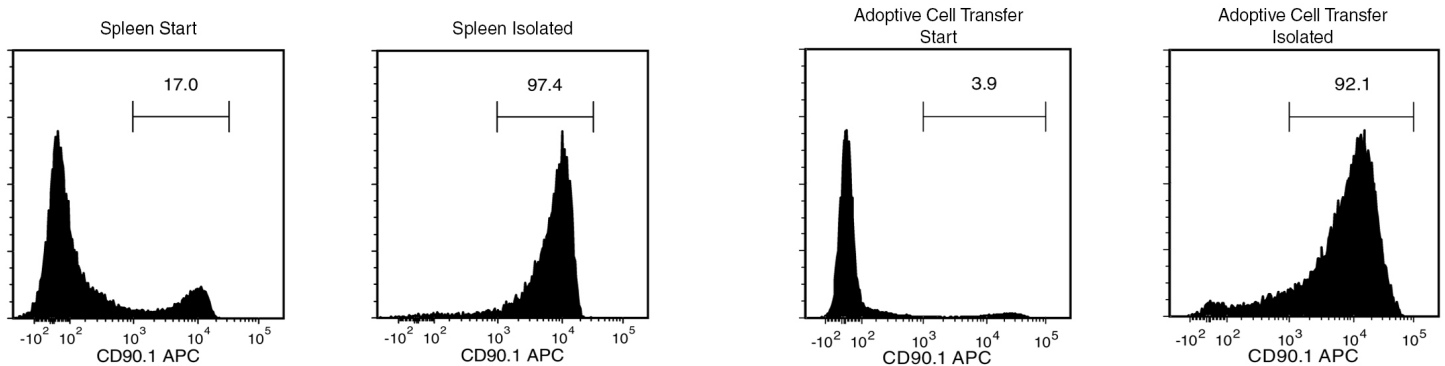 Spleen Start
17.0
-10² 10² 10³ 10⁴ 10⁵
CD90.1 APC
Spleen Isolated
97.4
-10² 10² 10³ 10⁴ 10⁵
CD90.1 APC
Adoptive Cell Transfer
Start
3.9
-10² 10² 10³ 10⁴ 10⁵
CD90.1 APC
Adoptive Cell Transfer
Isolated
92.1
-10² 10² 10³ 10⁴ 10⁵
CD90.1 APC